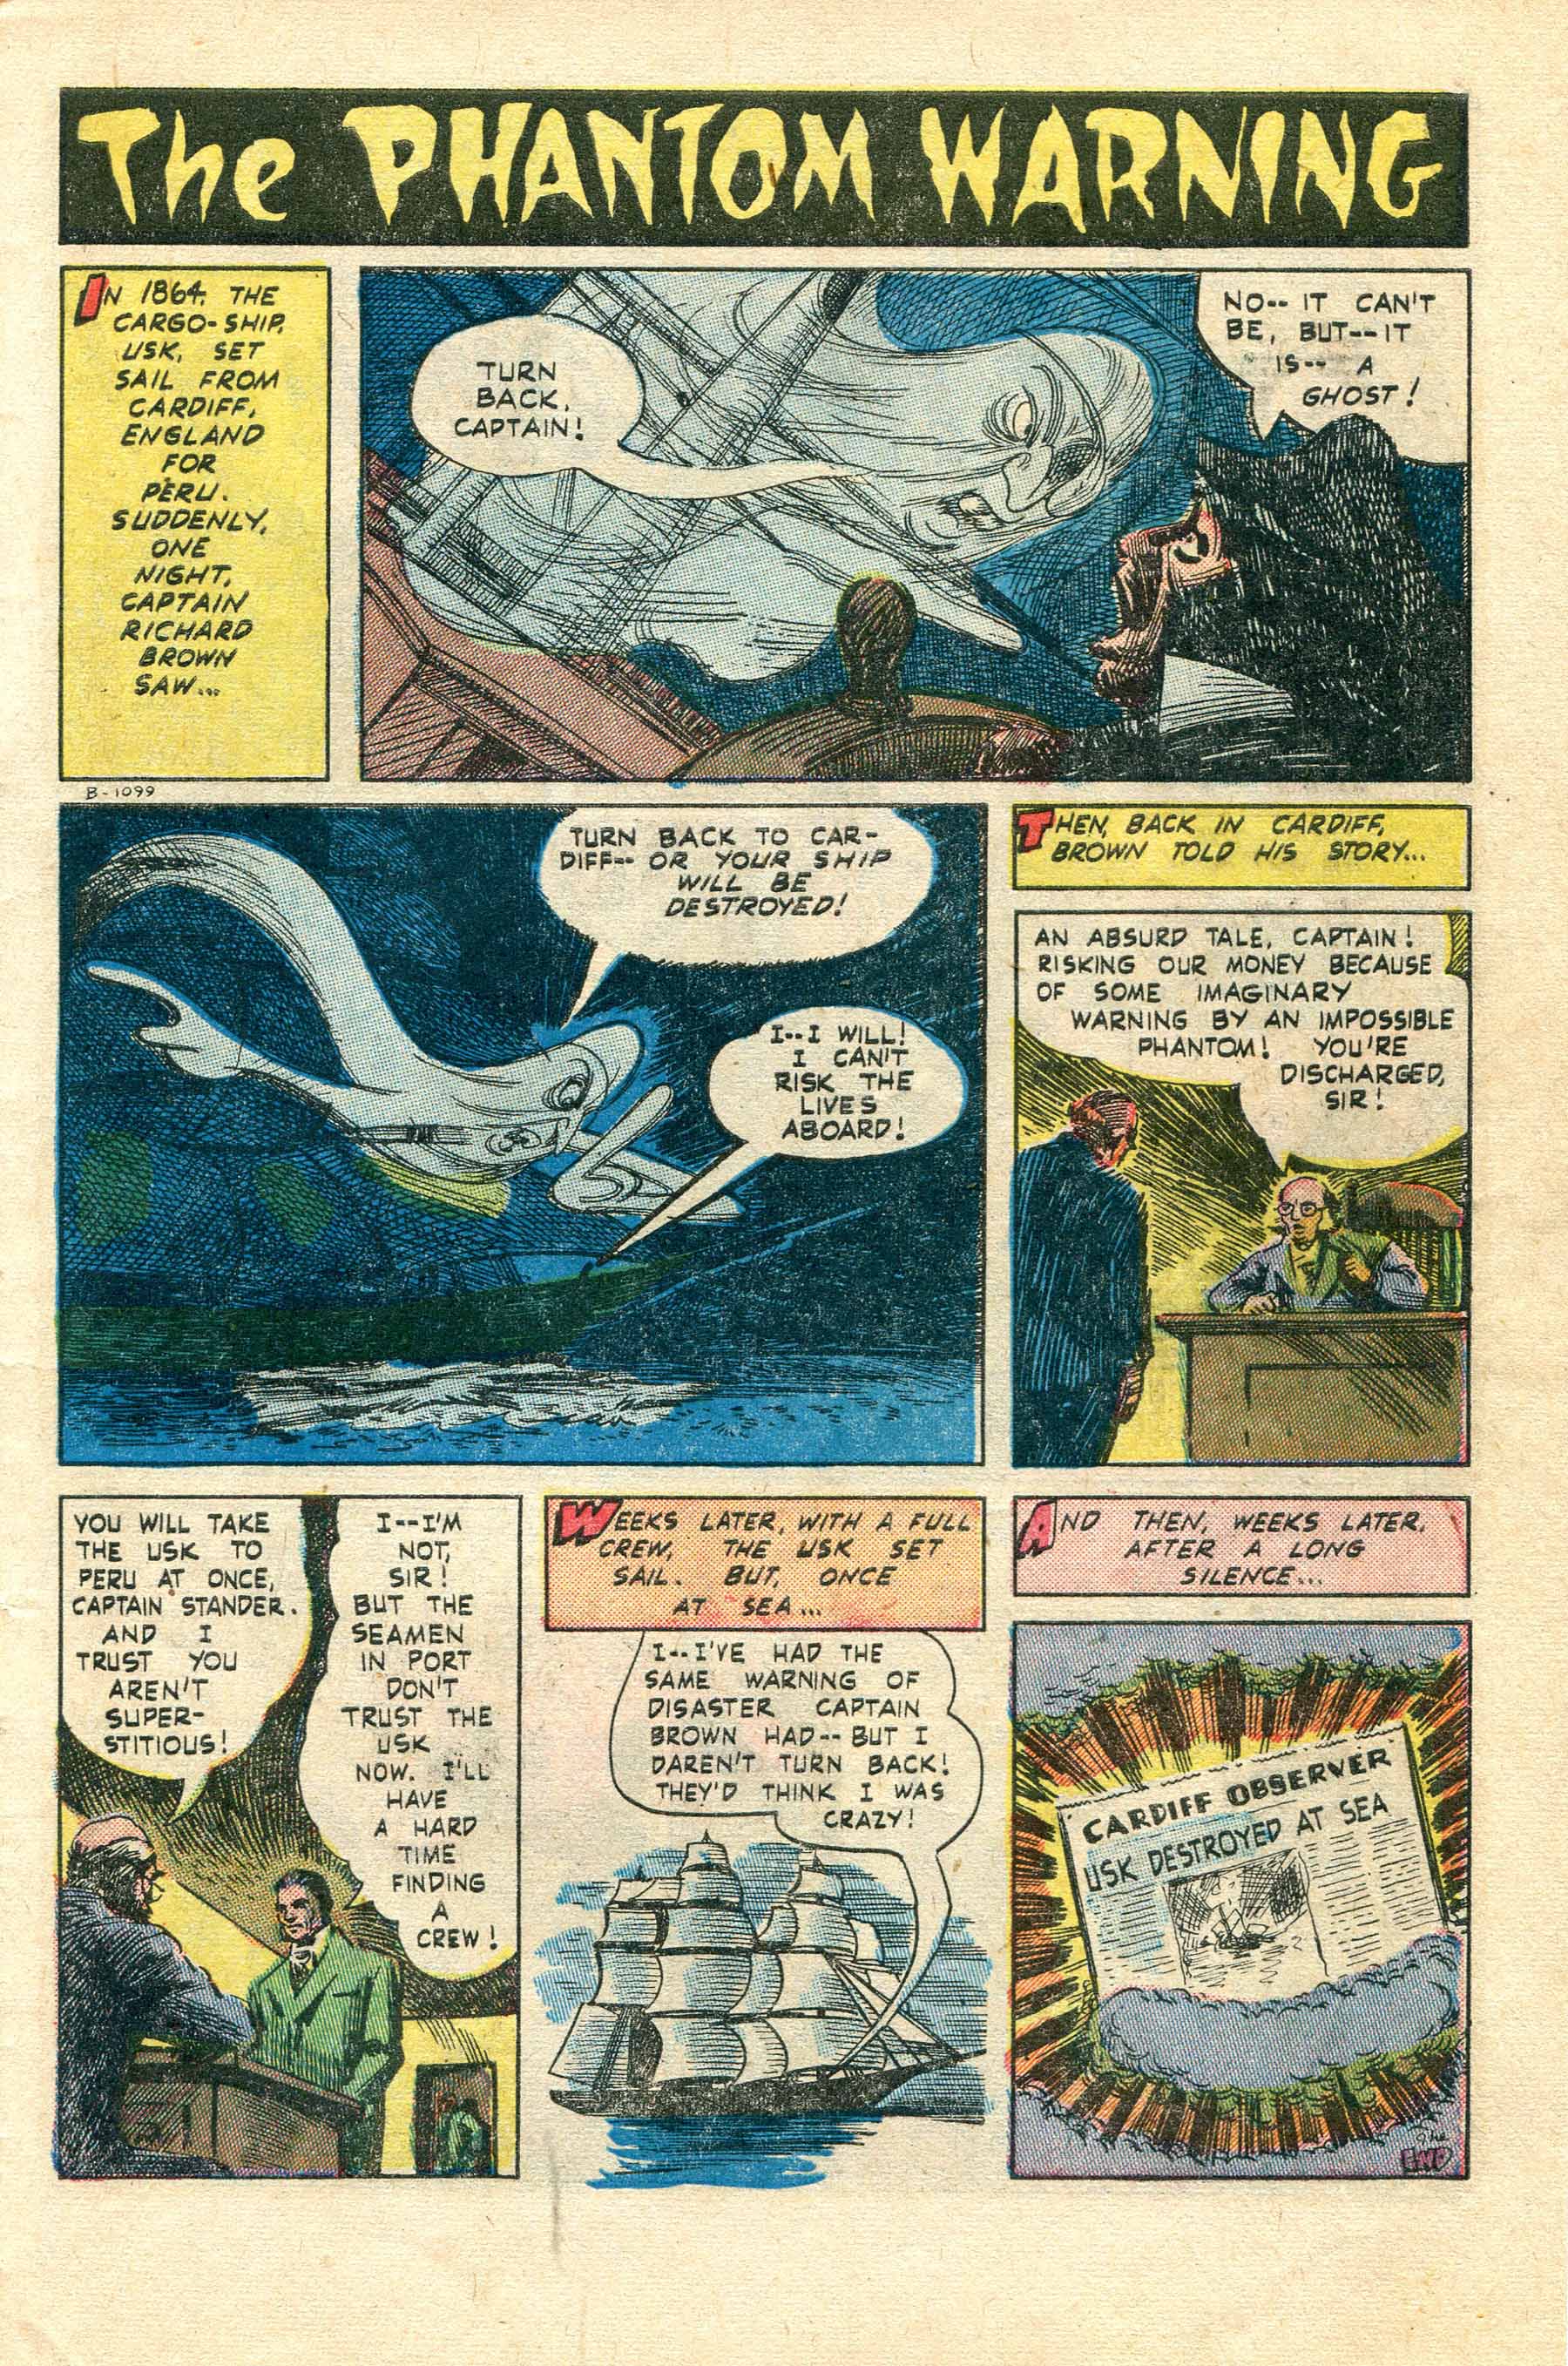 The PHANTOM WARNING
IN 1864, THE
CARGO-SHIP,
USK, SET
SAIL FROM
CARDIFF,
ENGLAND
FOR
PERU.
SUDDENLY,
ONE
NIGHT,
CAPTAIN
RICHARD
BROWN
SAW...
TURN
BACK,
CAPTAIN!
NO-- IT CAN'T
BE, BUT--IT
IS-- A
GHOST!
B-1099
TURN BACK TO CAR-
DIFF-- OR YOUR SHIP
WILL BE
DESTROYED!
I--I WILL!
I CAN'T
RISK THE
LIVES
ABOARD!
THEN, BACK IN CARDIFF,
BROWN TOLD HIS STORY...
AN ABSURD TALE, CAPTAIN!
RISKING OUR MONEY BECAUSE
OF SOME IMAGINARY
WARNING BY AN IMPOSSIBLE
PHANTOM! YOU'RE
DISCHARGED,
SIR!
YOU WILL TAKE
THE USK TO
PERU AT ONCE,
CAPTAIN STANDER.
AND I
TRUST YOU
AREN'T
SUPER-
STITIOUS!
I--I'M
NOT,
SIR!
BUT THE
SEAMEN
IN PORT
DON'T
TRUST THE
USK
NOW. I'LL
HAVE
A HARD
TIME
FINDING
A
CREW!
WEEKS LATER, WITH A FULL
CREW, THE USK SET
SAIL. BUT, ONCE
AT SEA...
I--I'VE HAD THE
SAME WARNING OF
DISASTER CAPTAIN
BROWN HAD-- BUT I
DAREN'T TURN BACK!
THEY'D THINK I WAS
CRAZY!
AND THEN, WEEKS LATER,
AFTER A LONG
SILENCE...
CARDIFF OBSERVER
USK DESTROYED AT SEA
END